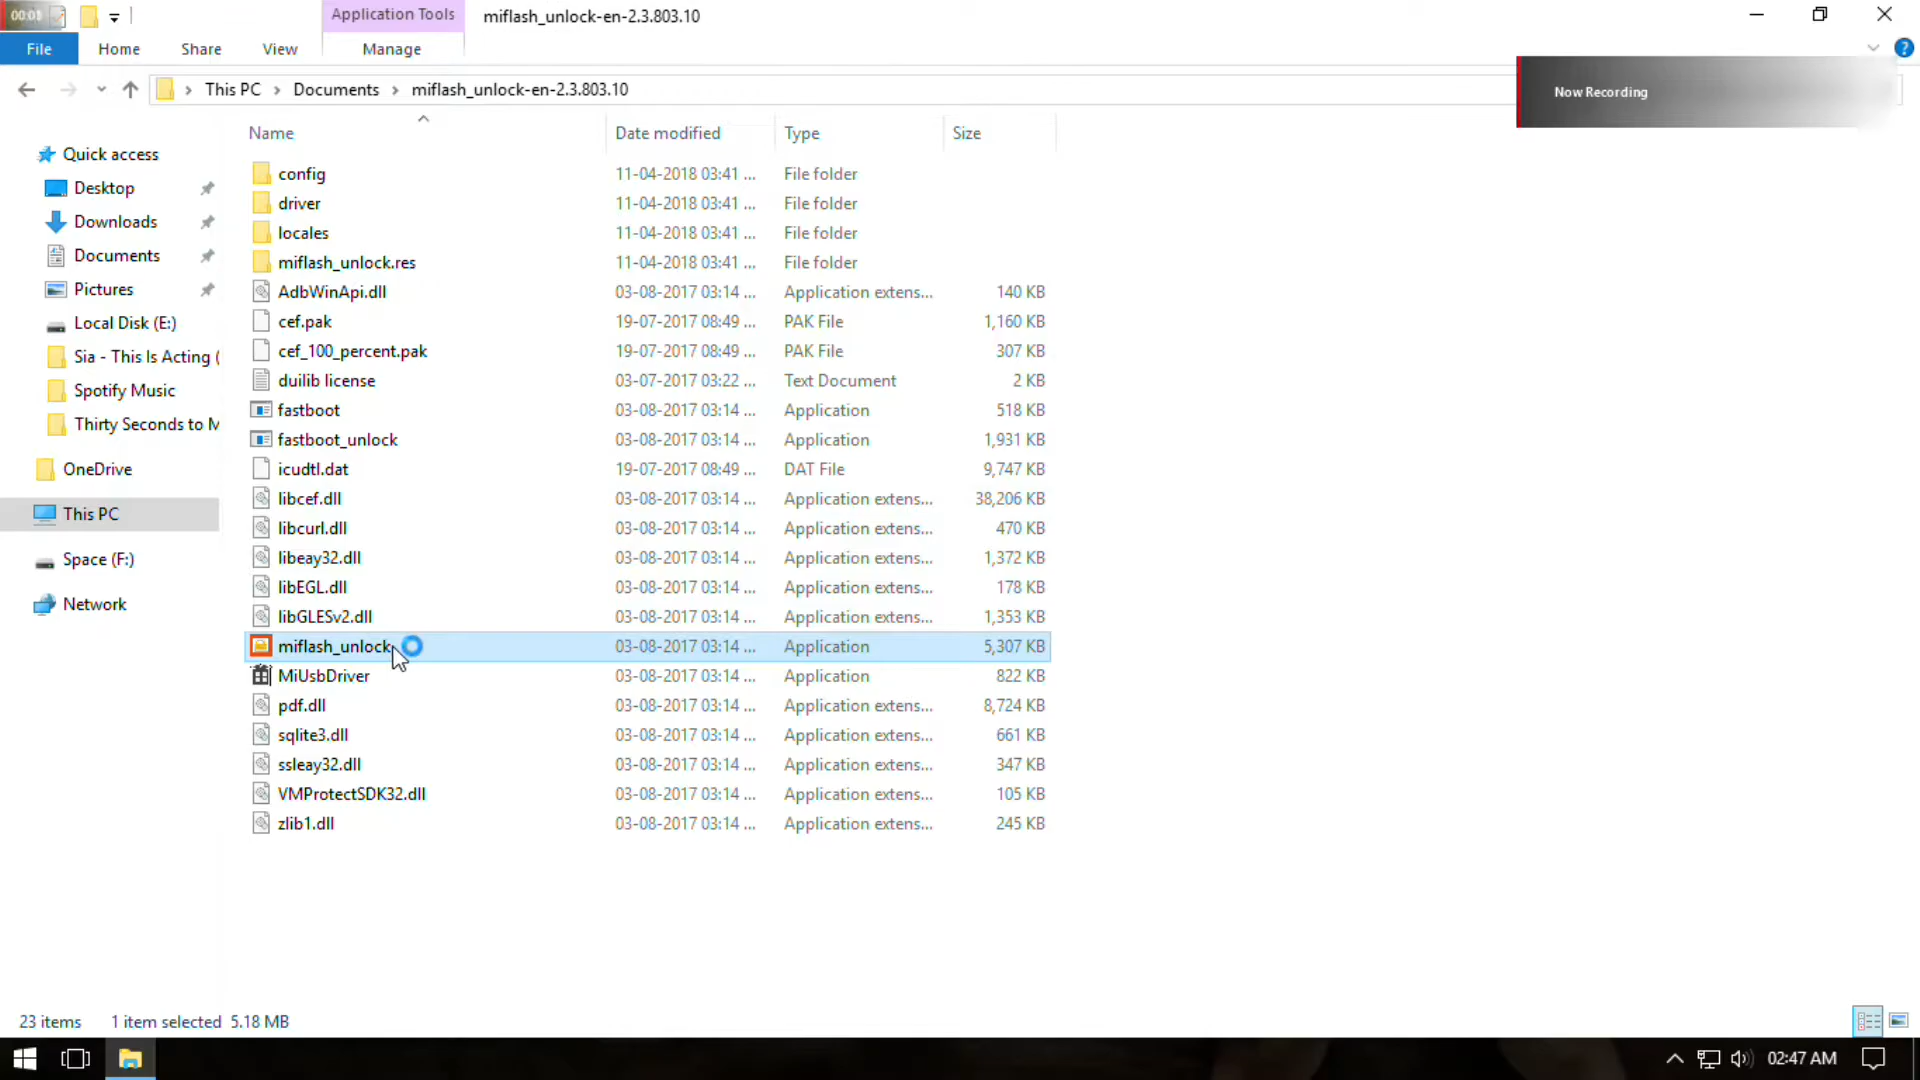 00:08
Application Tools
miflash_unlock-en-2.3.803.10
File
Home
Share
View
Manage
This PC
Documents
miflash_unlock-en-2.3.803.10
Now Recording
Name
Date modified
Type
Size
Quick access
Desktop
Downloads
Documents
Pictures
Local Disk (E:)
Sia - This Is Acting (
Spotify Music
Thirty Seconds to M
OneDrive
This PC
Space (F:)
Network
config 11-04-2018 03:41 ... File folder
driver 11-04-2018 03:41 ... File folder
locales 11-04-2018 03:41 ... File folder
miflash_unlock.res 11-04-2018 03:41 ... File folder
AdbWinApi.dll 03-08-2017 03:14 ... Application extens... 140 KB
cef.pak 19-07-2017 08:49 ... PAK File 1,160 KB
cef_100_percent.pak 19-07-2017 08:49 ... PAK File 307 KB
duilib license 03-07-2017 03:22 ... Text Document 2 KB
fastboot 03-08-2017 03:14 ... Application 518 KB
fastboot_unlock 03-08-2017 03:14 ... Application 1,931 KB
icudtl.dat 19-07-2017 08:49 ... DAT File 9,747 KB
libcef.dll 03-08-2017 03:14 ... Application extens... 38,206 KB
libcurl.dll 03-08-2017 03:14 ... Application extens... 470 KB
libeay32.dll 03-08-2017 03:14 ... Application extens... 1,372 KB
libEGL.dll 03-08-2017 03:14 ... Application extens... 178 KB
libGLESv2.dll 03-08-2017 03:14 ... Application extens... 1,353 KB
miflash_unlock 03-08-2017 03:14 ... Application 5,307 KB
MiUsbDriver 03-08-2017 03:14 ... Application 822 KB
pdf.dll 03-08-2017 03:14 ... Application extens... 8,724 KB
sqlite3.dll 03-08-2017 03:14 ... Application extens... 661 KB
ssleay32.dll 03-08-2017 03:14 ... Application extens... 347 KB
VMProtectSDK32.dll 03-08-2017 03:14 ... Application extens... 105 KB
zlib1.dll 03-08-2017 03:14 ... Application extens... 245 KB
23 items 1 item selected 5.18 MB
02:47 AM